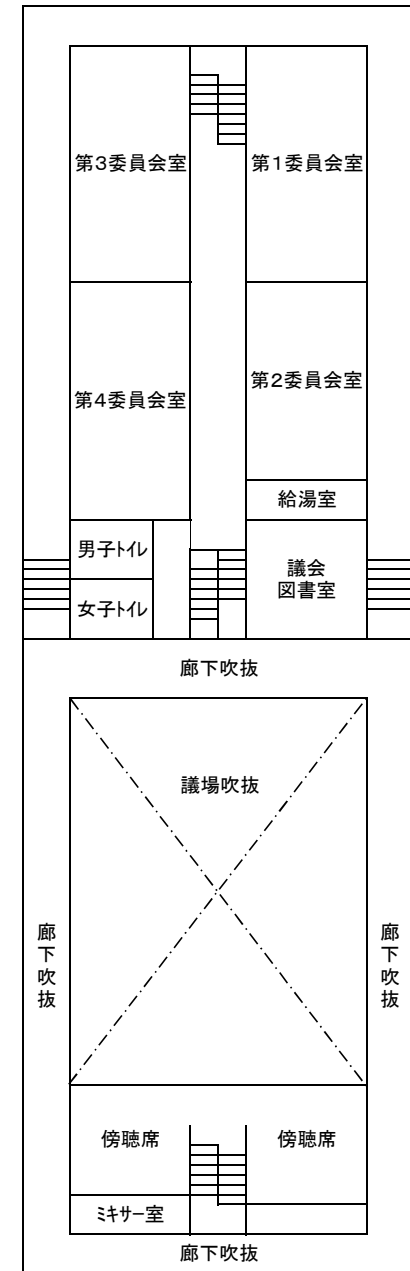 第３委員会室
第１委員会室
第４委員会室
第２委員会室
給湯室
男子ﾄｲﾚ
議会
図書室
女子ﾄｲﾚ
廊下吹抜
議場吹抜
廊下吹抜
廊下吹抜
傍聴席
傍聴席
ﾐｷｻｰ室
廊下吹抜